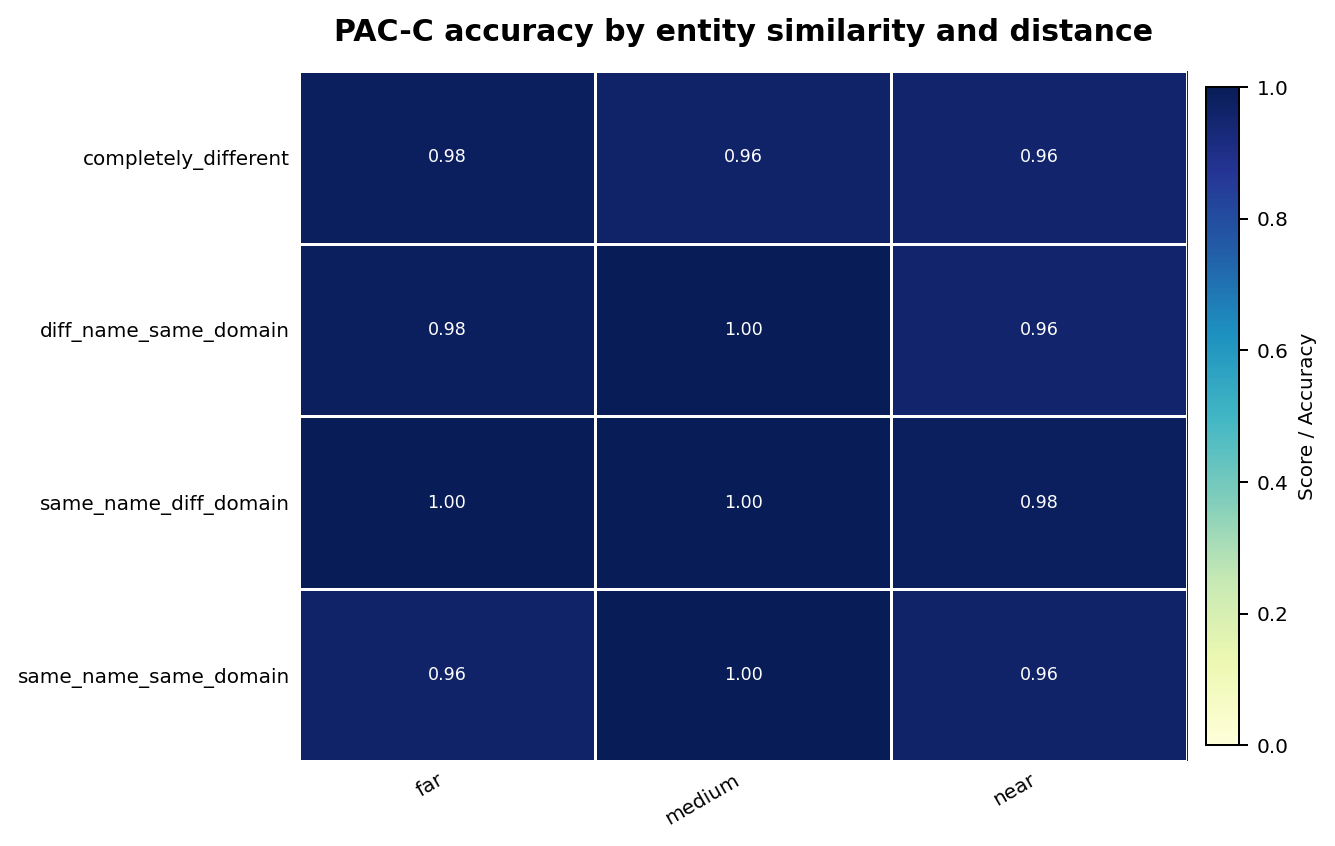 PAC-C accuracy by entity similarity and distance
completely_different
0.98
0.96
0.96
diff_name_same_domain
0.98
1.00
0.96
same_name_diff_domain
1.00
1.00
0.98
same_name_same_domain
0.96
1.00
0.96
far
medium
near
1.0
0.8
0.6
0.4
0.2
0.0
Score / Accuracy